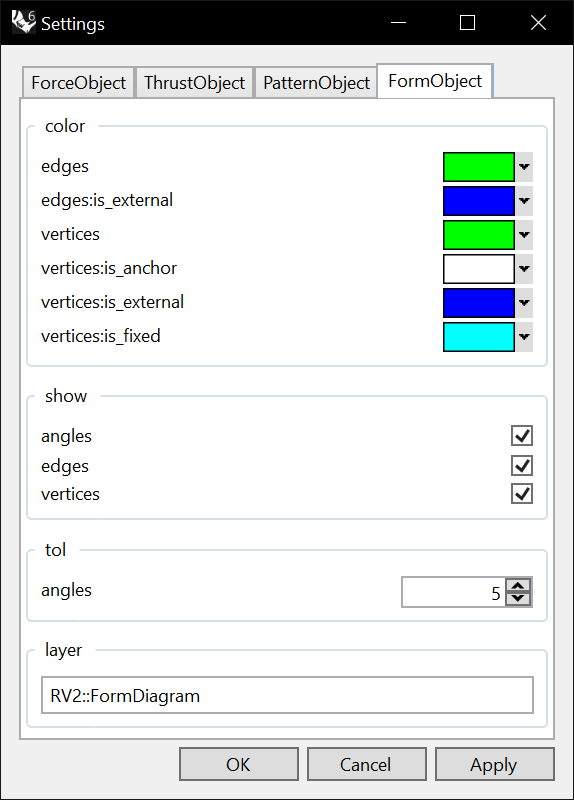 6 Settings
ForceObject ThrustObject PatternObject FormObject
color
edges
edges:is_external
vertices
vertices:is_anchor
vertices:is_external
vertices:is_fixed
show
angles
edges
vertices
tol
angles 5
layer
RV2::FormDiagram
OK Cancel Apply